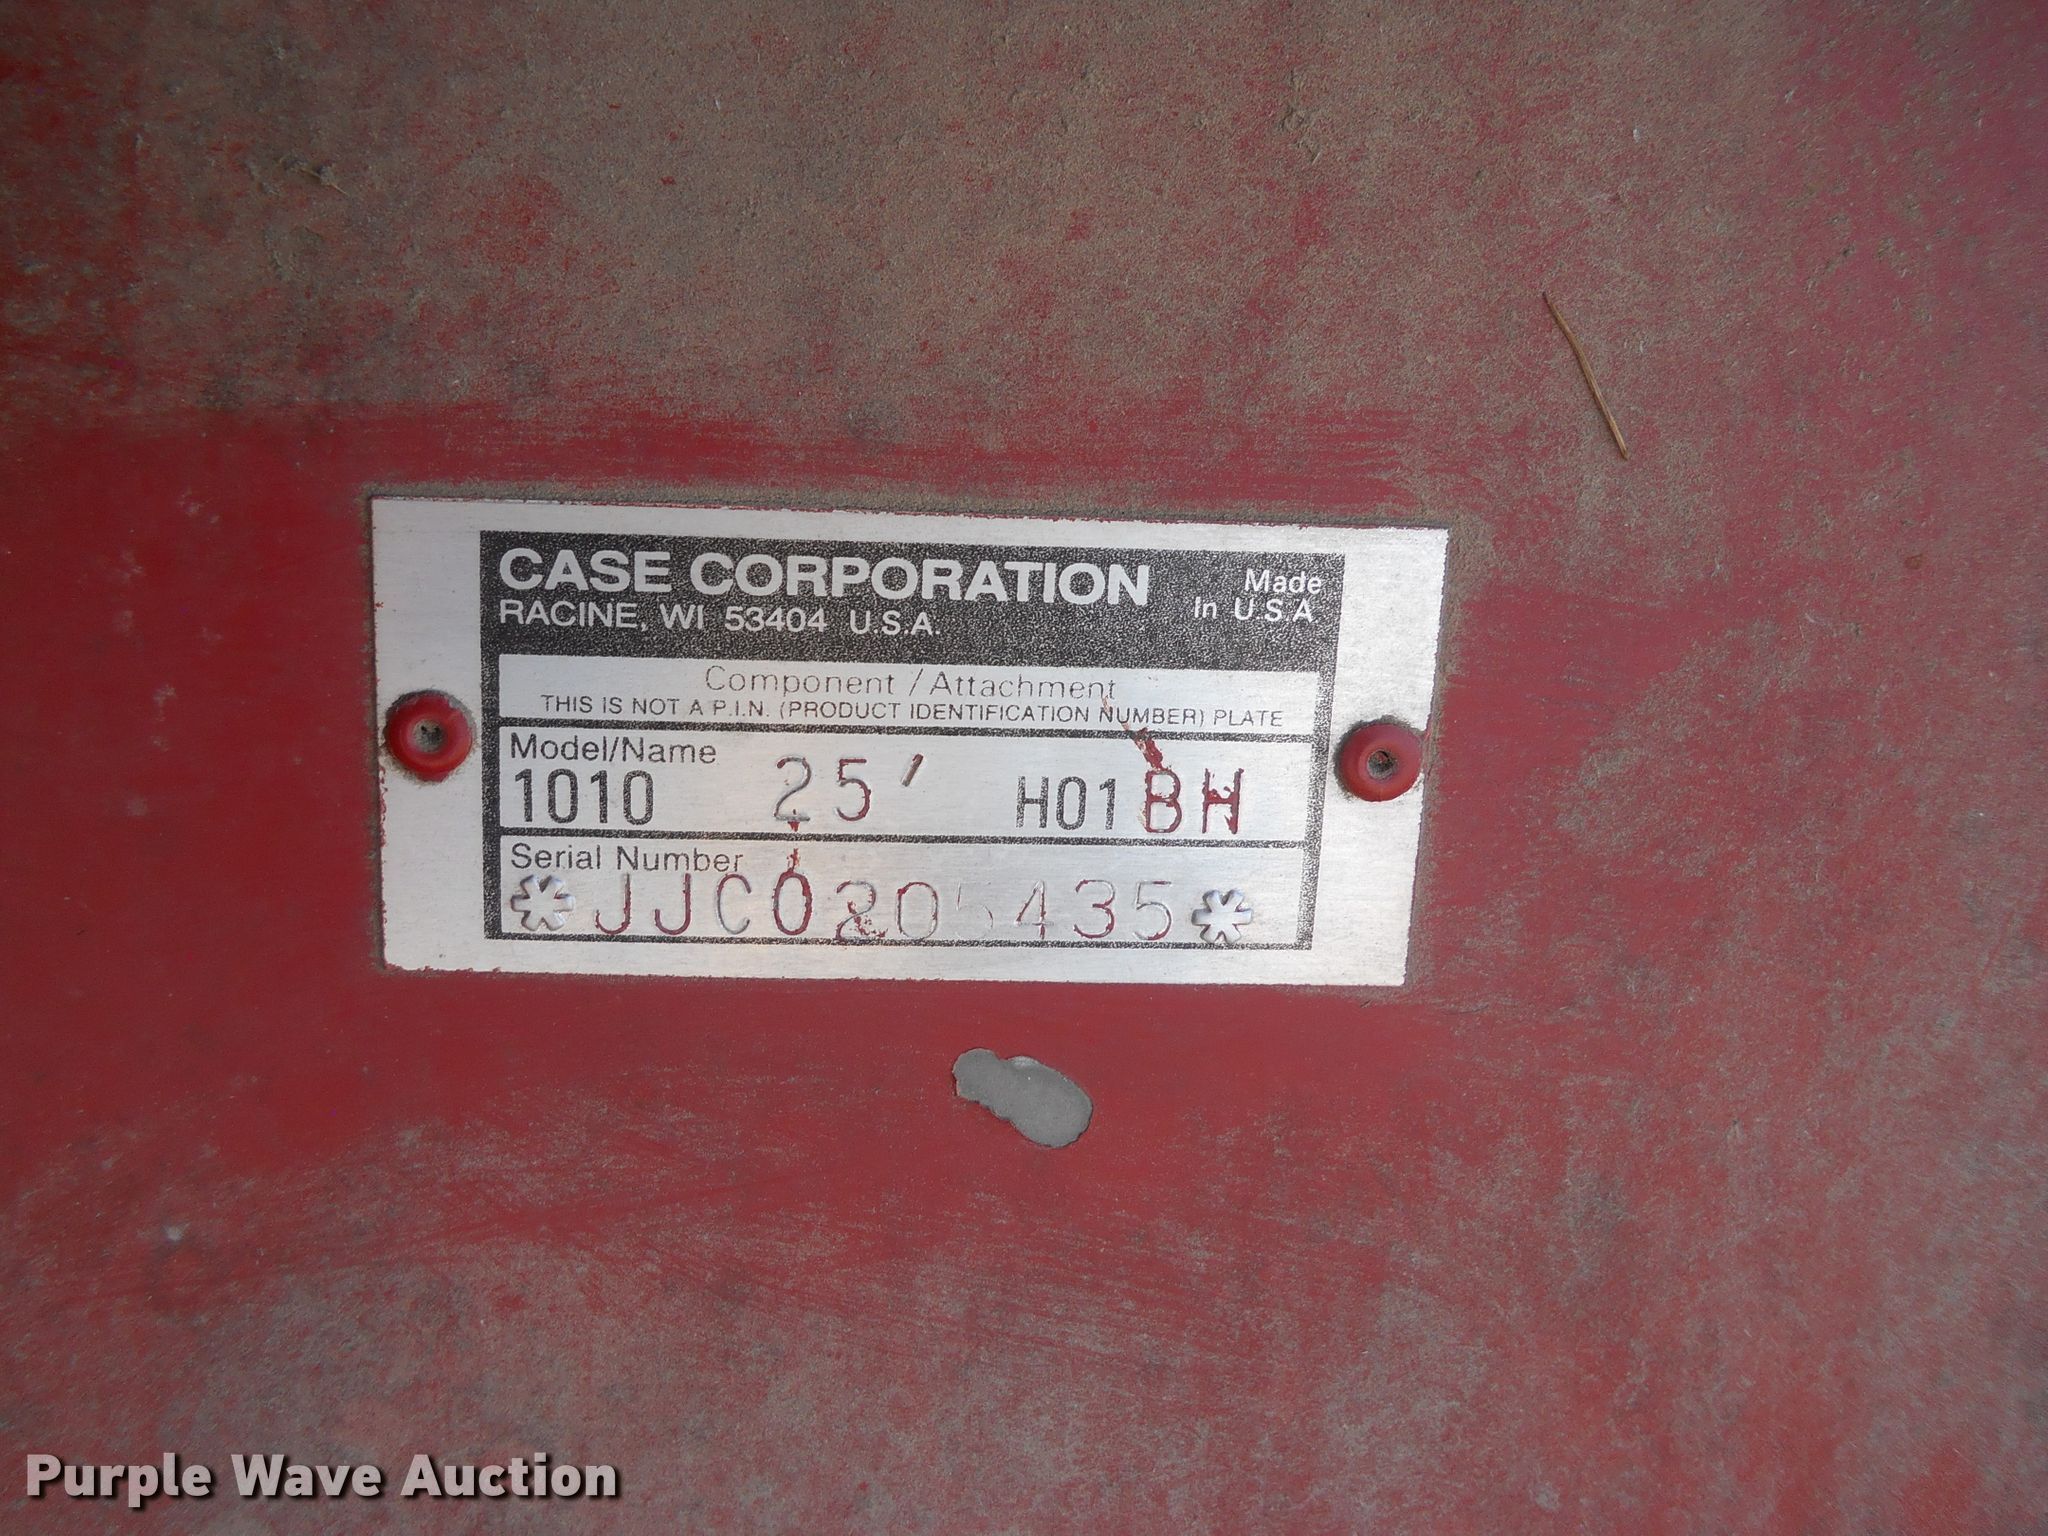 CASE CORPORATION
RACINE, WI 53404 U.S.A.
Made
In U.S.A
Component / Attachment
THIS IS NOT A P.I.N. (PRODUCT IDENTIFICATION NUMBER) PLATE
Model/Name
1010 25' H01BH
Serial Number
*JJC0205435*
Purple Wave Auction